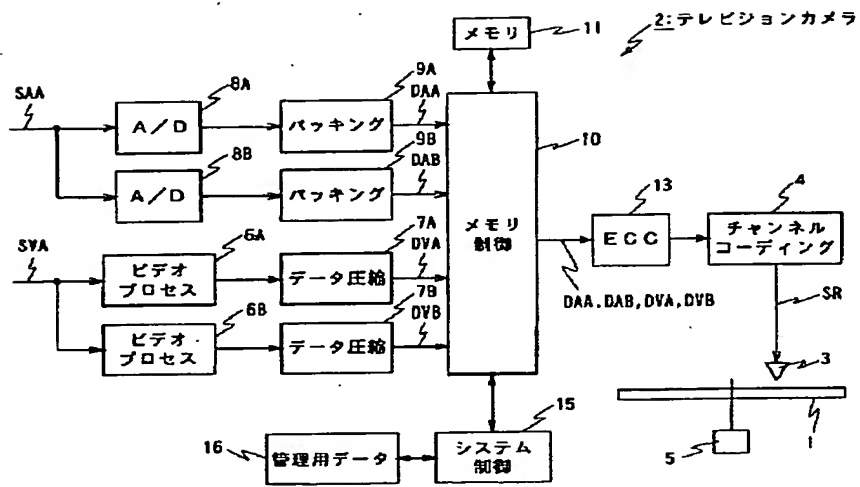 2:テレビジョンカメラ
メモリ
11
8A
9A
SAA
DAA
A/D
パッキング
8B
9B
DAB
10
A/D
パッキング
メモリ
制御
13
4
ECC
チャンネル
コーディング
6A
7A
SVA
DVA
ビデオ
プロセス
データ圧縮
6B
7B
DVB
ビデオ
プロセス
データ圧縮
DAA,DAB,DVA,DVB
SR
3
15
16
管理用データ
システム
制御
5
1